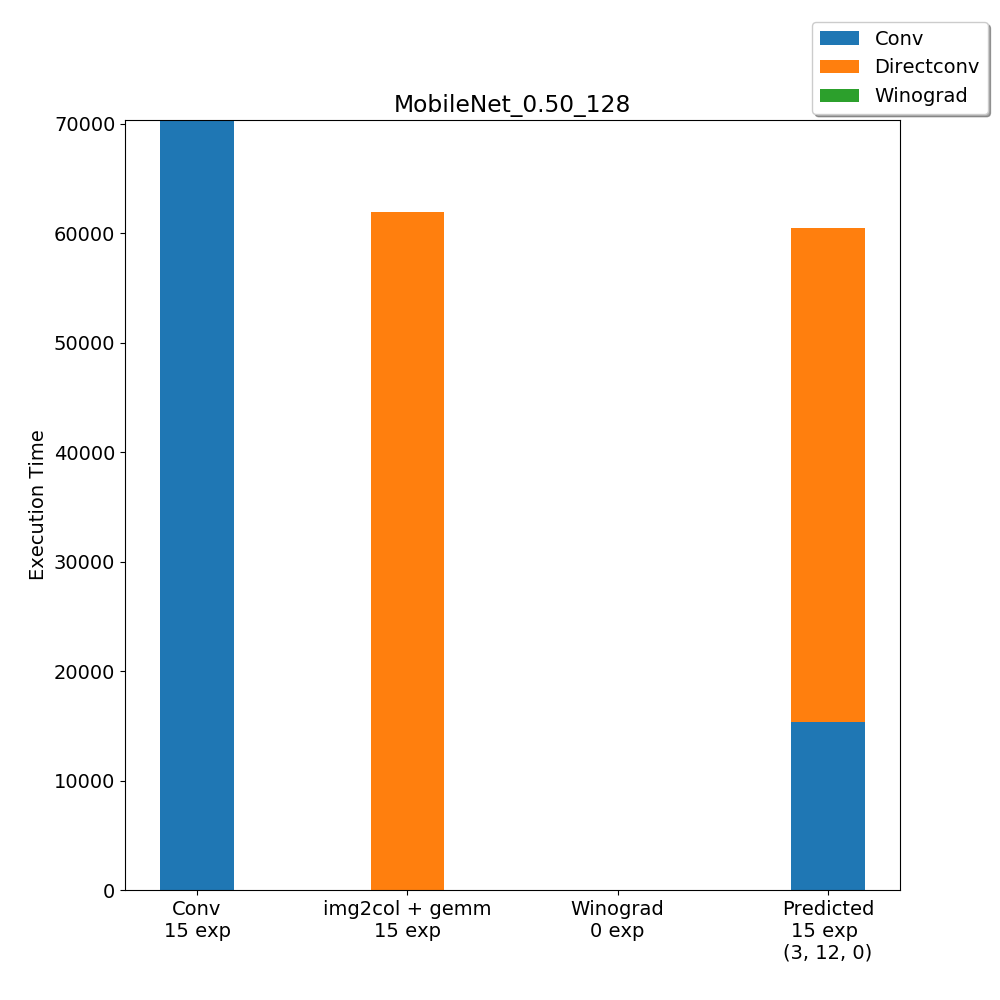 Conv
Directconv
Winograd
MobileNet_0.50_128
70000
60000
50000
40000
30000
20000
10000
0
Execution Time
Conv
15 exp
img2col + gemm
15 exp
Winograd
0 exp
Predicted
15 exp
(3, 12, 0)